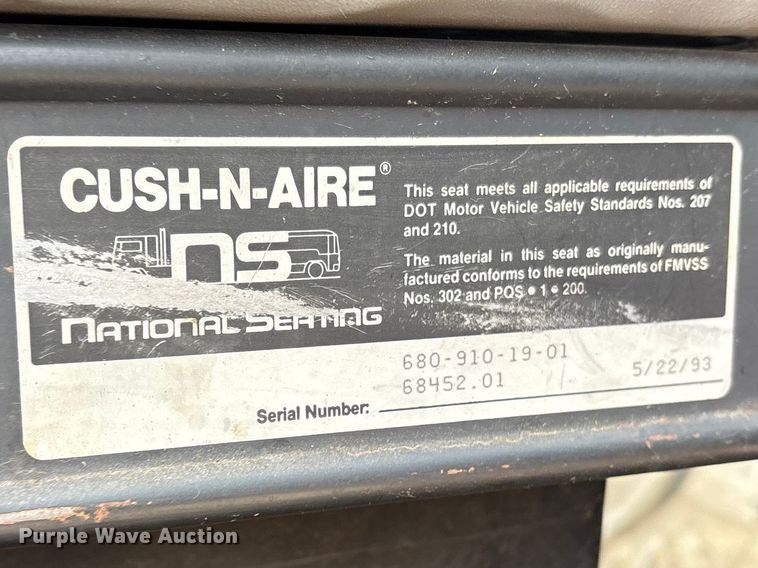 CUSH-N-AIRE®
NS
NATIONAL SEATING
This seat meets all applicable requirements of
DOT Motor Vehicle Safety Standards Nos. 207
and 210.
The material in this seat as originally manu-
factured conforms to the requirements of FMVSS
Nos. 302 and PQS • 1 • 200.
680-910-19-01
68452.01 5/22/93
Serial Number:
Purple Wave Auction